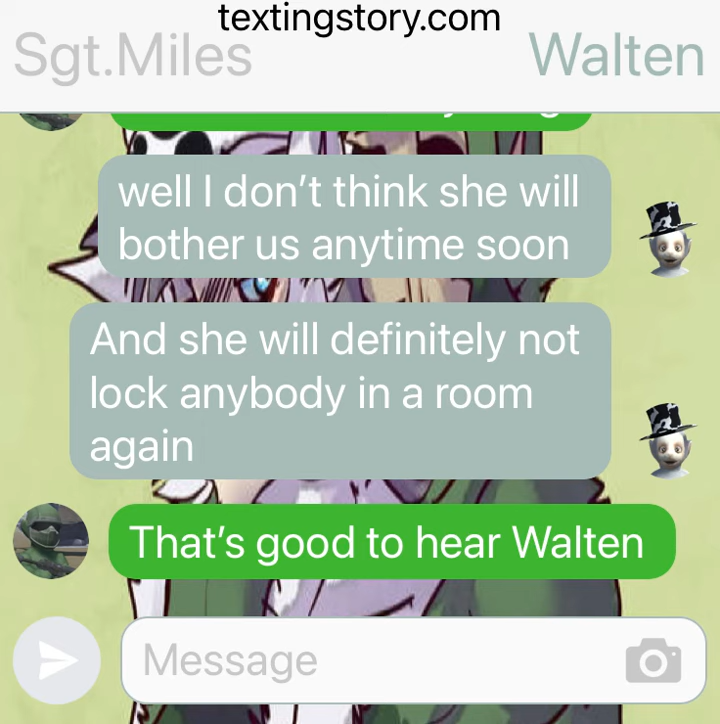 textingstory.com
Sgt.Miles
Walten
well I don’t think she will
bother us anytime soon
And she will definitely not
lock anybody in a room
again
That’s good to hear Walten
Message